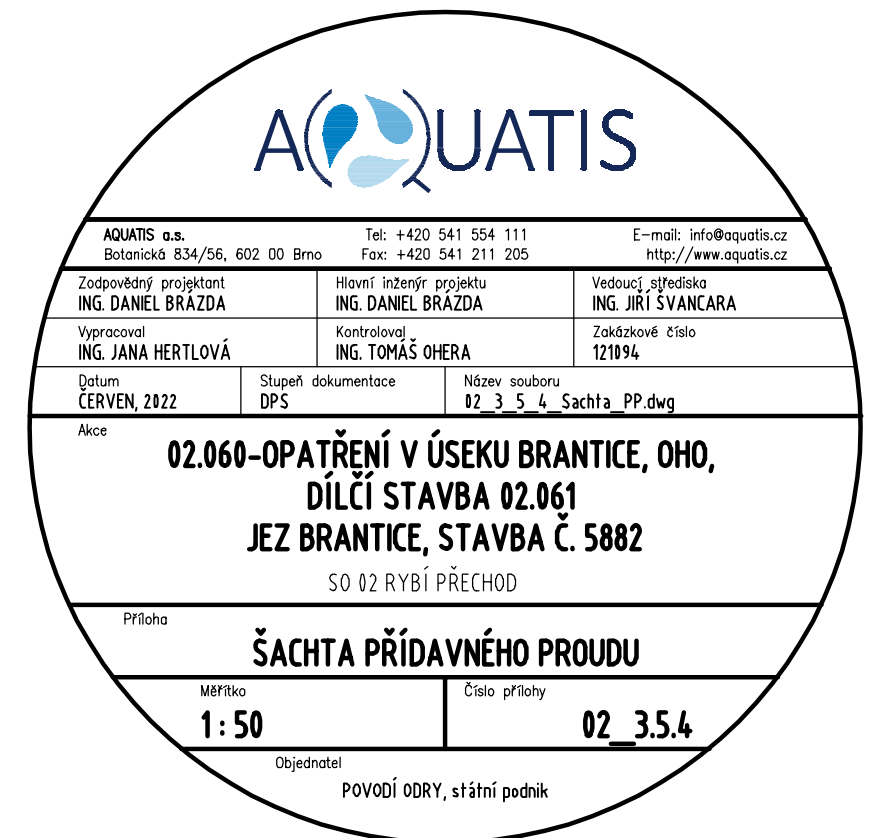 AQUATIS
AQUATIS a.s. Tel: +420 541 554 111 E-mail: info@aquatis.cz
Botanická 834/56, 602 00 Brno Fax: +420 541 211 205 http://www.aquatis.cz
Zodpovědný projektant Hlavní inženýr projektu Vedoucí střediska
ING. DANIEL BRÁZDA ING. DANIEL BRÁZDA ING. JIŘÍ ŠVANCARA
Vypracoval Kontroloval Zakázkové číslo
ING. JANA HERTLOVÁ ING. TOMÁŠ OHERA 121094
Datum Stupeň dokumentace Název souboru
ČERVEN, 2022 DPS 02_3_5_4_Sachta_PP.dwg
Akce
02.060-OPATŘENÍ V ÚSEKU BRANTICE, OHO,
DÍLČÍ STAVBA 02.061
JEZ BRANTICE, STAVBA Č. 5882
SO 02 RYBÍ PŘECHOD
Příloha
ŠACHTA PŘÍDAVNÉHO PROUDU
Měřítko Číslo přílohy
1 : 50 02_3.5.4
Objednatel
POVODÍ ODRY, státní podnik